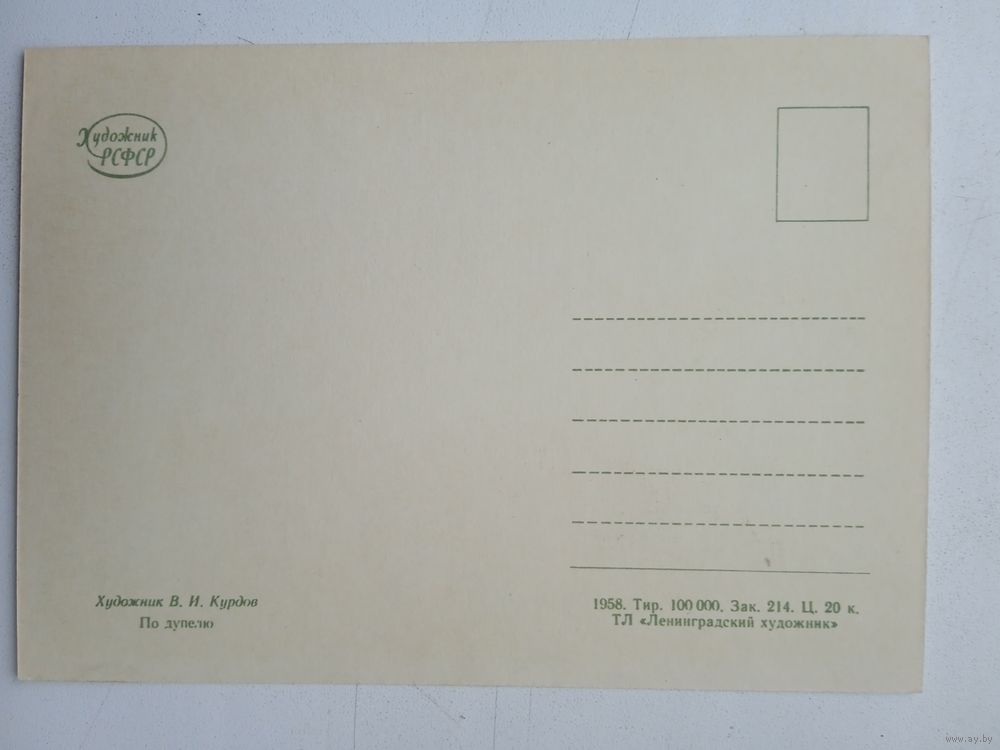 Художник
РСФСР
Художник В. И. Курдов
По дупелю
1958. Тир. 100 000. Зак. 214. Ц. 20 к.
ТЛ «Ленинградский художник»
www.ay.by